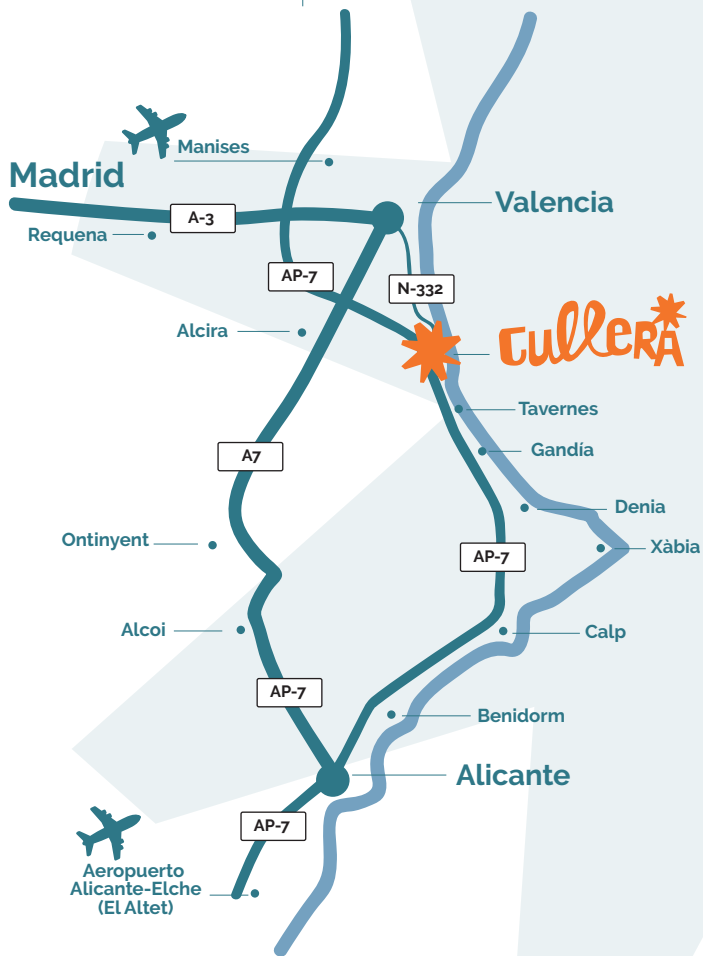 Manises
Madrid
A-3
Valencia
Requena
AP-7
N-332
Alcira
cullERA
Tavernes
Gandía
A7
Denia
Ontinyent
AP-7
Xàbia
Alcoi
Calp
AP-7
Benidorm
Alicante
AP-7
Aeropuerto
Alicante-Elche
(El Altet)